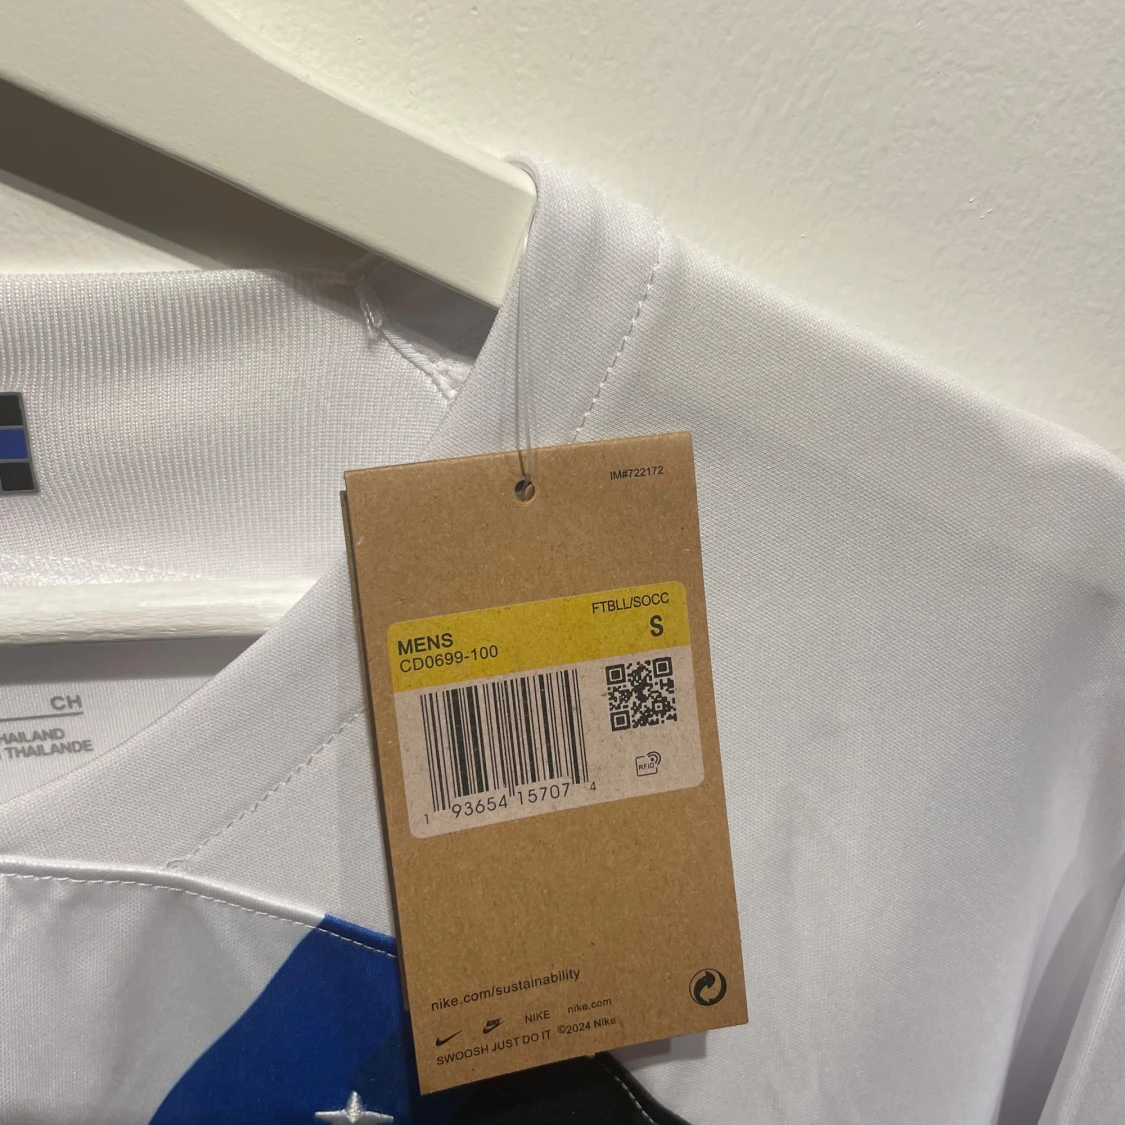 IM#722172
FTBLL/SOCC
MENS S
CD0699-100
RFID
1 93654 15707 4
CH
HAILAND
THAILANDE
nike.com/sustainability
NIKE nike.com
SWOOSH JUST DO IT ©2024 Nike